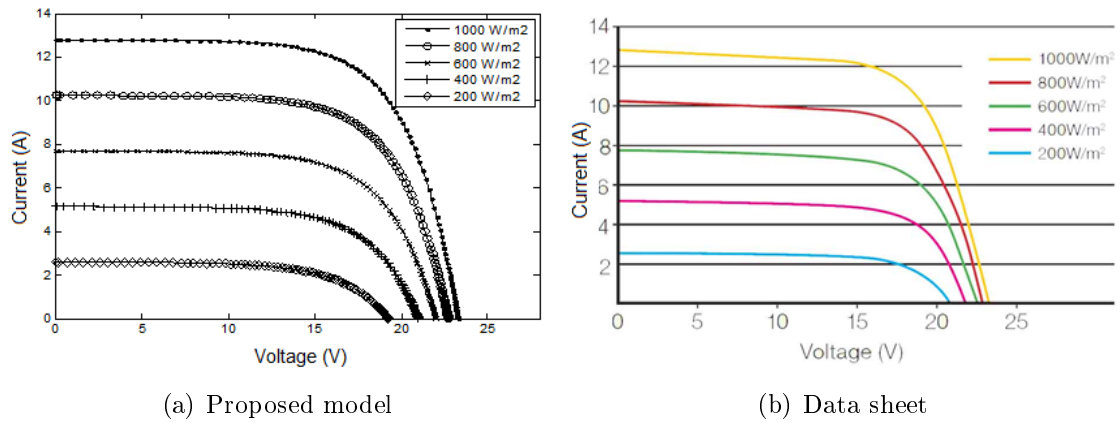 14
12
10
8
6
4
2
0
0 5 10 15 20 25
Current (A)
Voltage (V)
1000 W/m2
800 W/m2
600 W/m2
400 W/m2
200 W/m2
(a) Proposed model
14
12
10
8
6
4
2
0 5 10 15 20 25
Current (A)
Voltage (V)
1000W/m²
800W/m²
600W/m²
400W/m²
200W/m²
(b) Data sheet